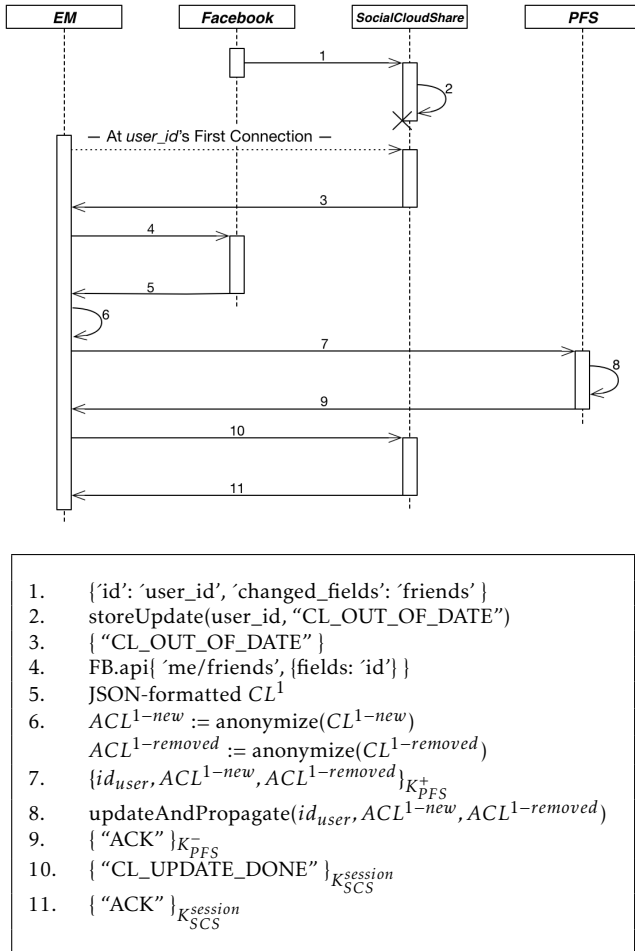 EM Facebook SocialCloudShare PFS
1
2
— At user_id's First Connection —
3
4
5
6
7
8
9
10
11
1. {´id': ´user_id', ´changed_fields': ´friends' }
2. storeUpdate(user_id, “CL_OUT_OF_DATE”)
3. { “CL_OUT_OF_DATE” }
4. FB.api{ ´me/friends', {fields: ´id'} }
5. JSON-formatted CL^1
6. ACL^{1−new} := anonymize(CL^{1−new})
ACL^{1−removed} := anonymize(CL^{1−removed})
7. {id_{user}, ACL^{1−new}, ACL^{1−removed}}_{K^+_{PFS}}
8. updateAndPropagate(id_{user}, ACL^{1−new}, ACL^{1−removed})
9. { “ACK” }_{K^−_{PFS}}
10. { “CL_UPDATE_DONE” }_{K^{session}_{SCS}}
11. { “ACK” }_{K^{session}_{SCS}}